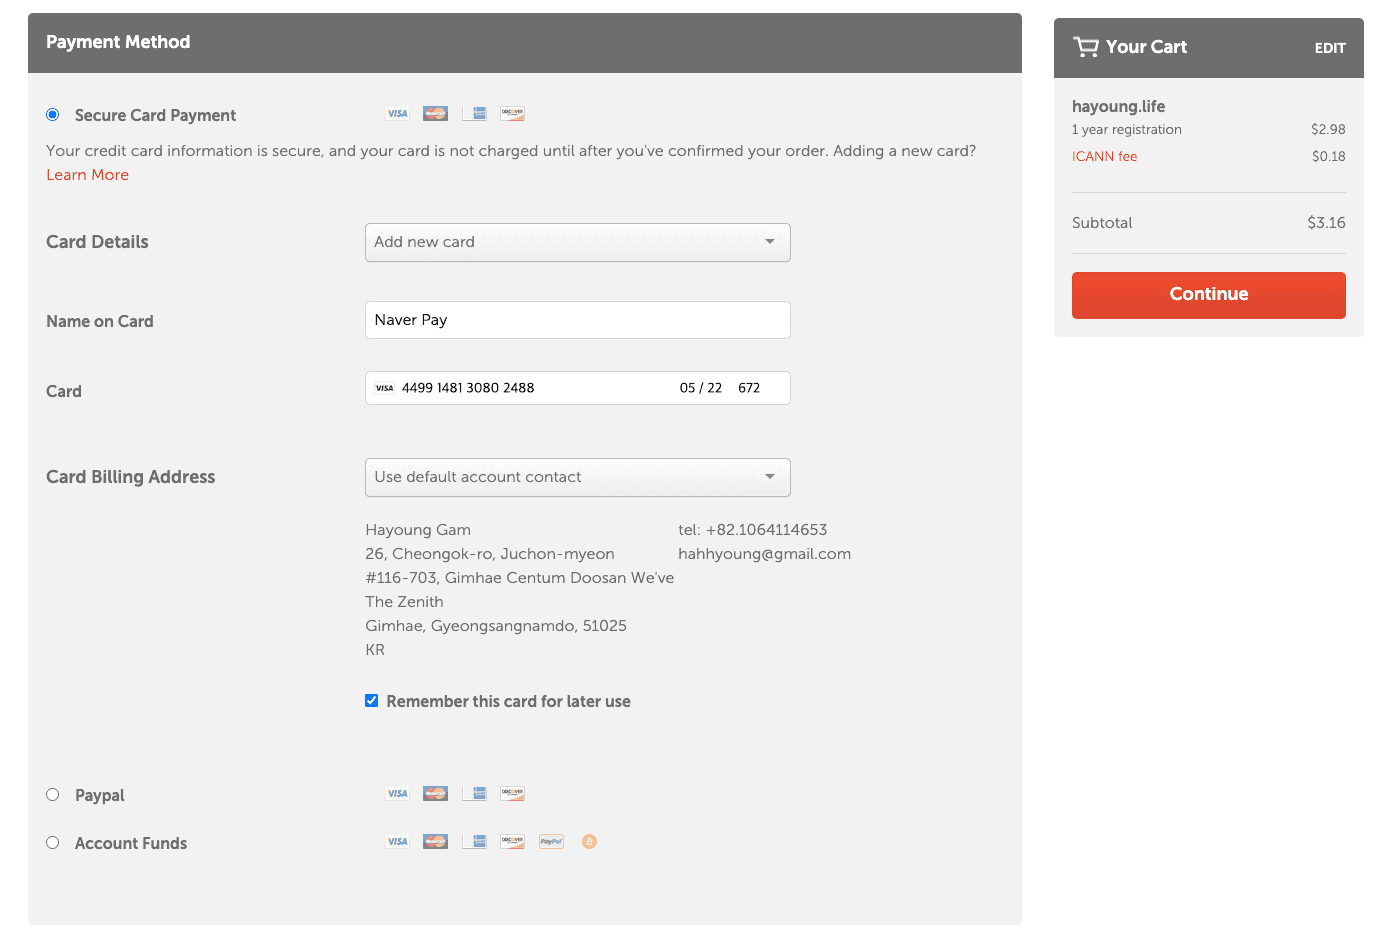 Payment Method
Secure Card Payment
VISA MasterCard DISCOVER
Your credit card information is secure, and your card is not charged until after you've confirmed your order. Adding a new card?
Learn More
Card Details
Add new card
Name on Card
Naver Pay
Card
VISA 4499 1481 3080 2488 05 / 22 672
Card Billing Address
Use default account contact
Hayoung Gam
26, Cheongok-ro, Juchon-myeon
#116-703, Gimhae Centum Doosan We've
The Zenith
Gimhae, Gyeongsangnamdo, 51025
KR
tel: +82.1064114653
hahhyoung@gmail.com
Remember this card for later use
Paypal
VISA MasterCard DISCOVER
Account Funds
VISA MasterCard DISCOVER PayPal
Your Cart
EDIT
hayoung.life
1 year registration $2.98
ICANN fee $0.18
Subtotal $3.16
Continue